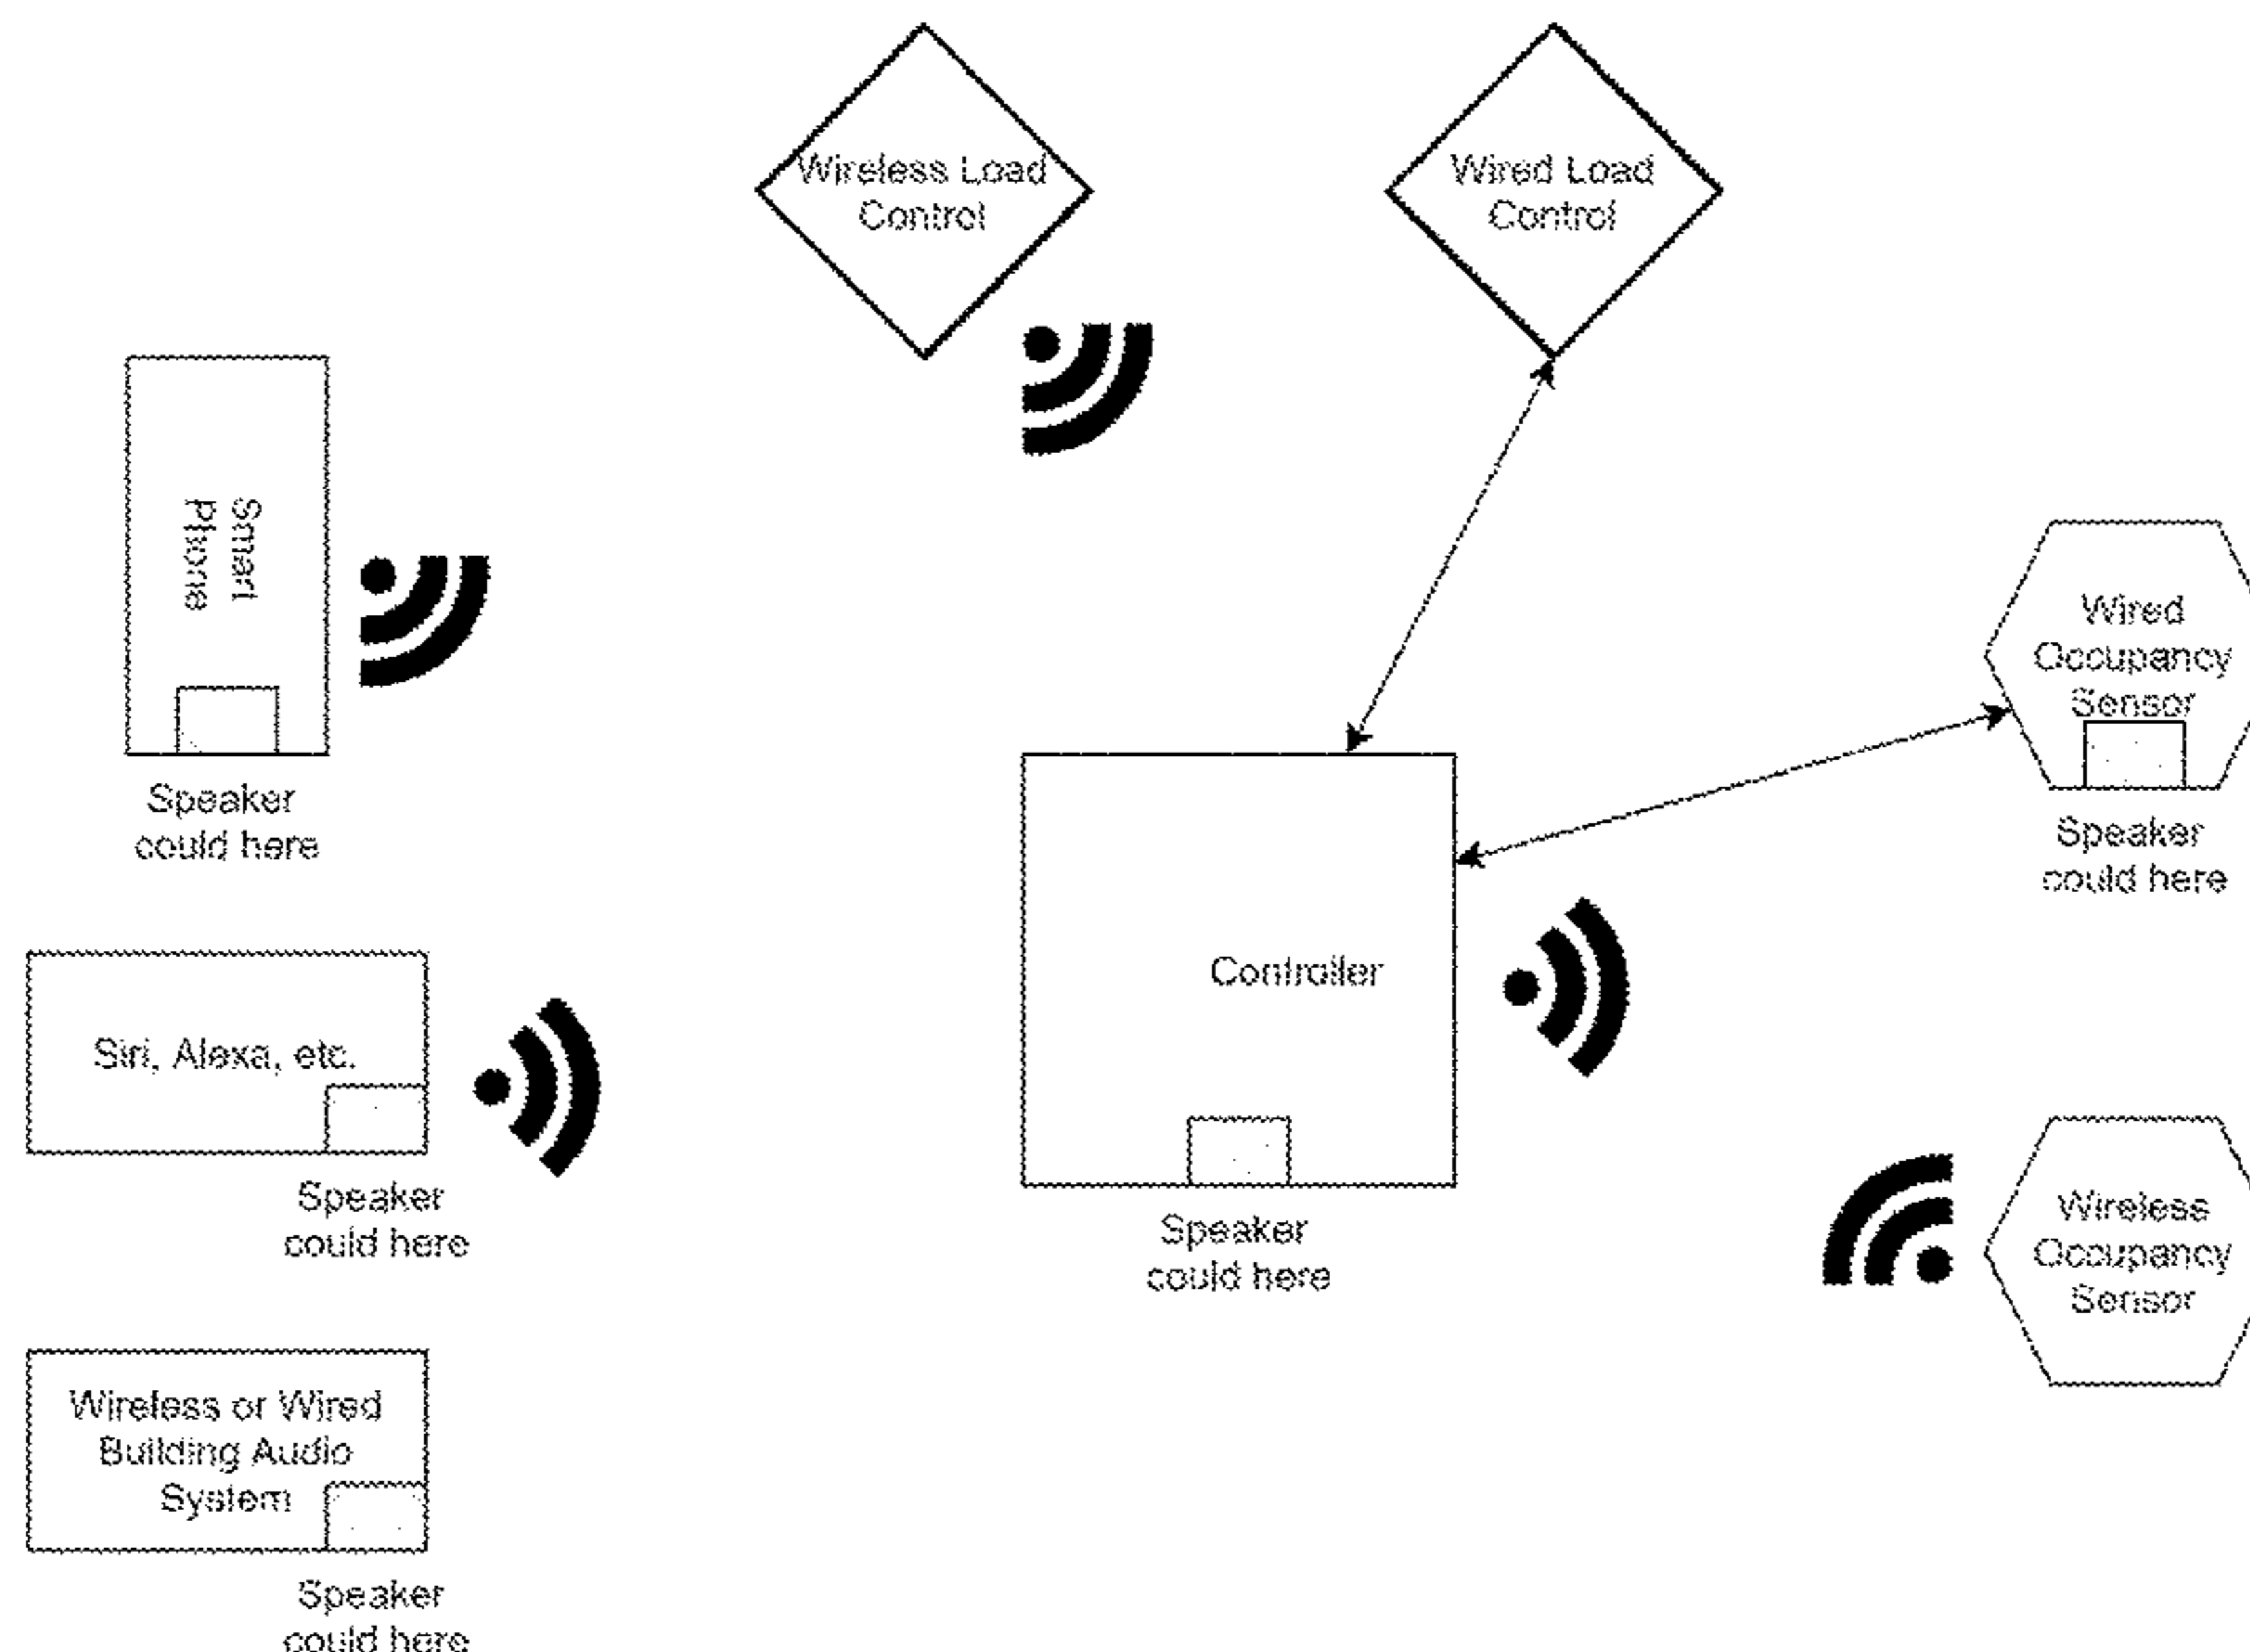 Wireless Load
Control
Wired Load
Control
Smart
Phone
Speaker
could here
Wired
Occupancy
Sensor
Speaker
could here
Controller
Speaker
could here
Siri, Alexa, etc.
Speaker
could here
Wireless
Occupancy
Sensor
Wireless or Wired
Building Audio
System
Speaker
could here